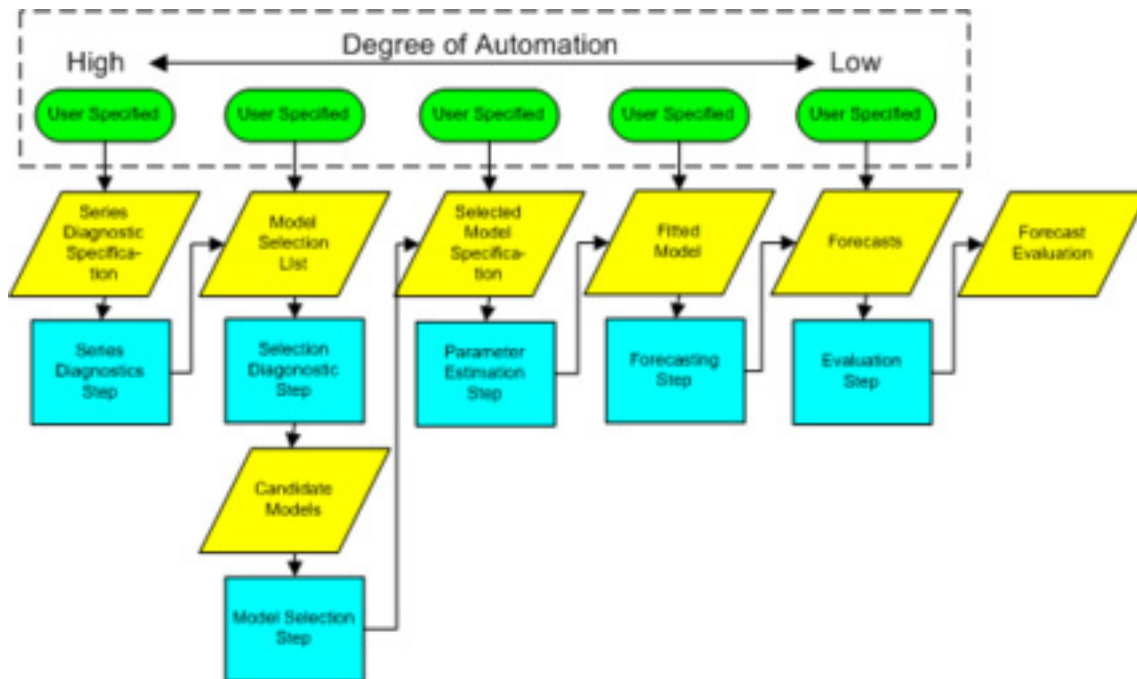 Degree of Automation
High
Low
User Specified
User Specified
User Specified
User Specified
User Specified
Series
Diagnostic
Specifica-
tion
Model
Selection
LIst
Selected
Model
Specifica-
tion
Fitted
Model
Forecasts
Forecast
Evaluation
Series
Diagnostics
Step
Selection
Diagonostic
Step
Parameter
Estimation
Step
Forecasting
Step
Evaluation
Step
Candidate
Models
Model Selection
Step